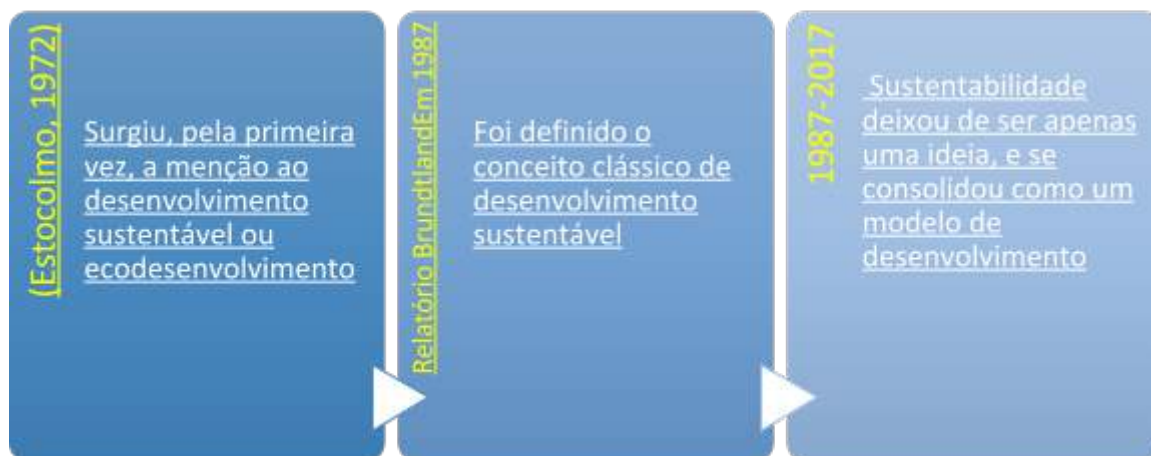 (Estocolmo, 1972)
Surgiu, pela primeira
vez, a menção ao
desenvolvimento
sustentável ou
ecodesenvolvimento
Relatório BrundtlandEm 1987
Foi definido o
conceito clássico de
desenvolvimento
sustentável
1987-2017
Sustentabilidade
deixou de ser apenas
uma ideia, e se
consolidou como um
modelo de
desenvolvimento